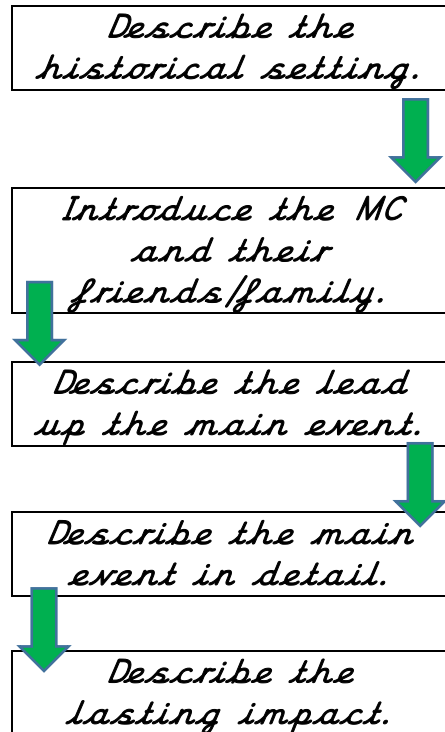 Describe the
historical setting.
Introduce the MC
and their
friends/family.
Describe the lead
up the main event.
Describe the main
event in detail.
Describe the
lasting impact.